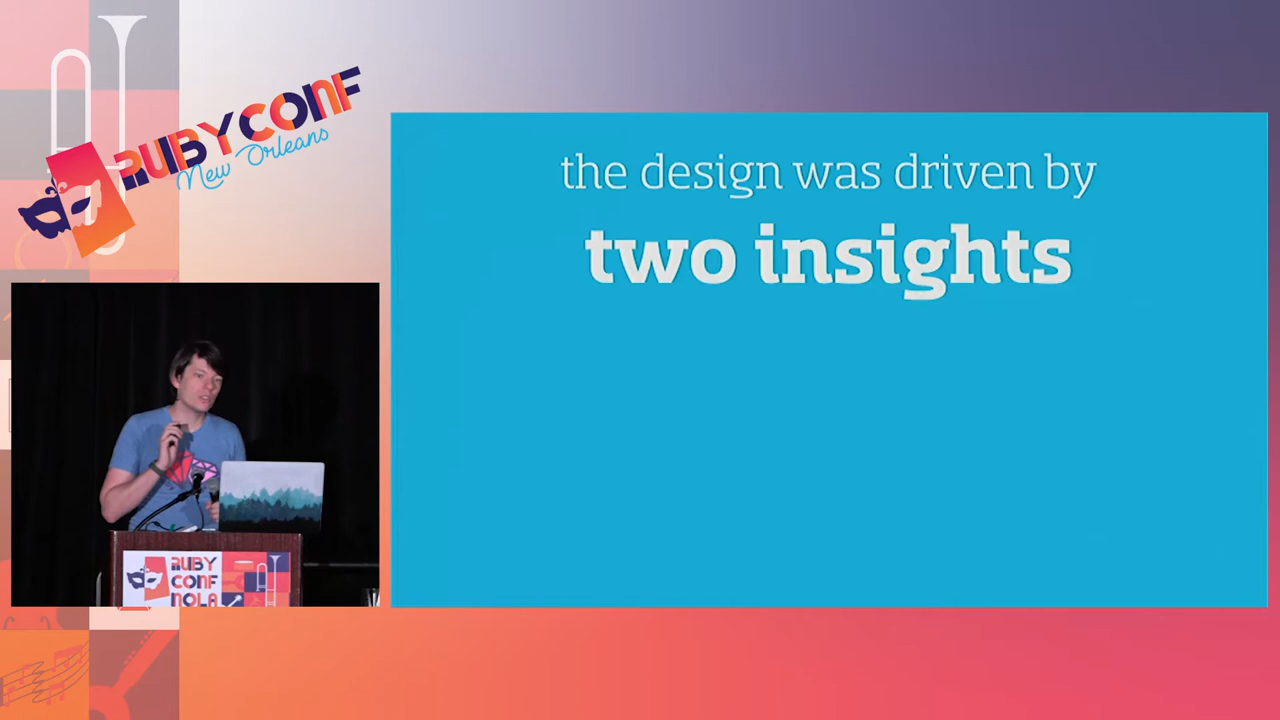 RUBYCONF
New Orleans
the design was driven by
two insights
RUBY
CONF
NOLA